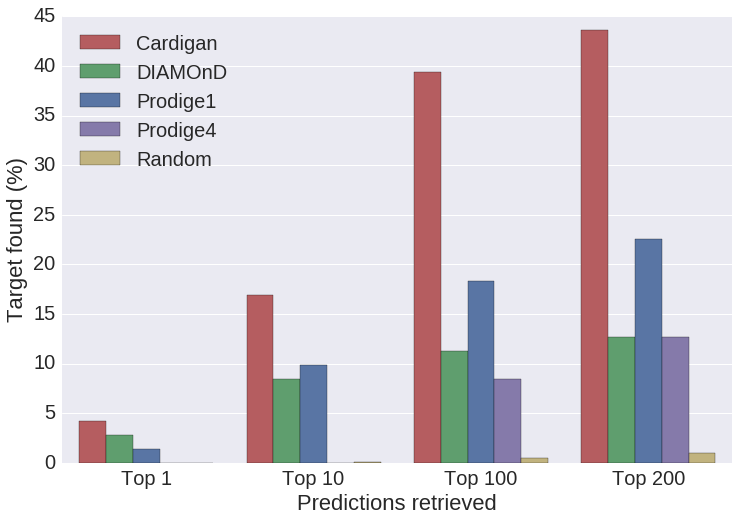 45
40
35
30
25
20
15
10
5
0
Target found (%)
Cardigan
DIAMOnD
Prodige1
Prodige4
Random
Top 1
Top 10
Top 100
Top 200
Predictions retrieved